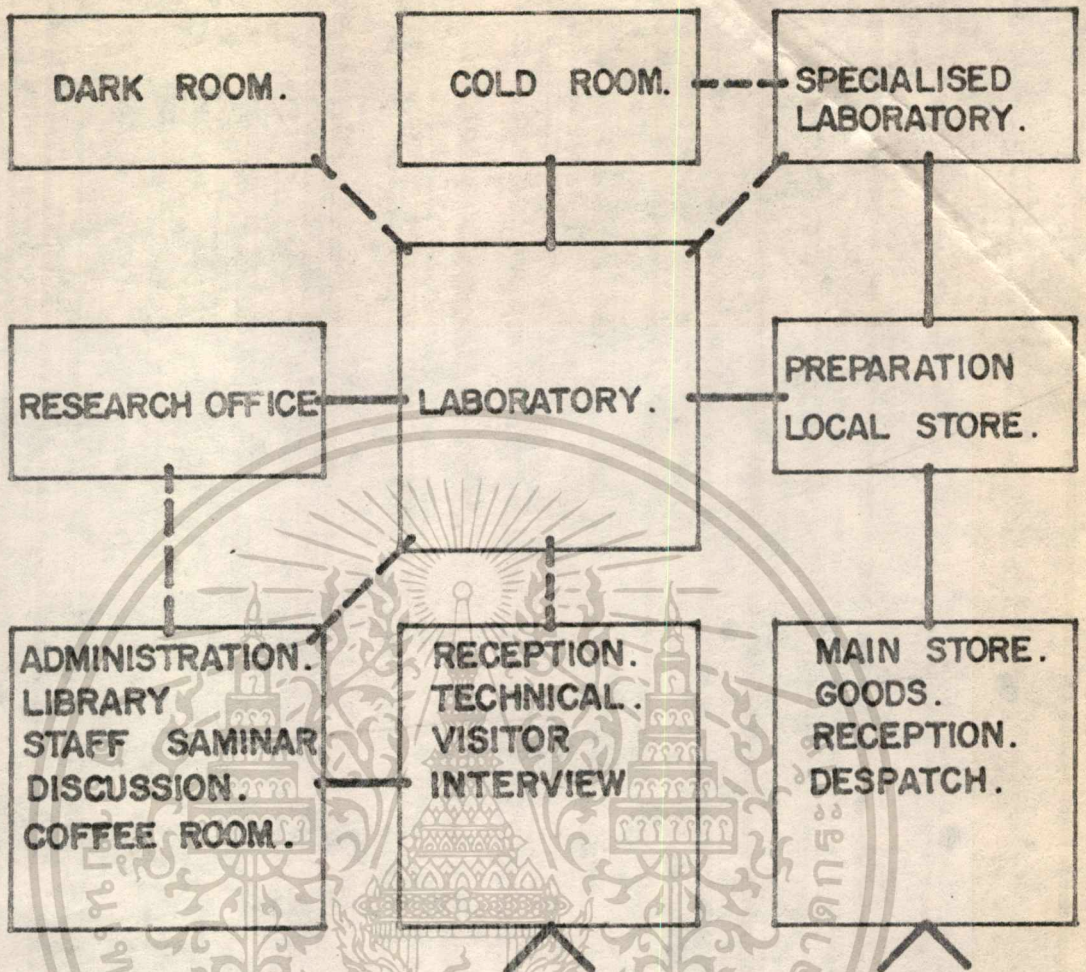 DARK ROOM.
COLD ROOM.
SPECIALISED
LABORATORY.
RESEARCH OFFICE
LABORATORY.
PREPARATION
LOCAL STORE.
ADMINISTRATION.
LIBRARY
STAFF SAMINAR
DISCUSSION.
COFFEE ROOM.
RECEPTION.
TECHNICAL.
VISITOR
INTERVIEW
MAIN STORE.
GOODS.
RECEPTION.
DESPATCH.